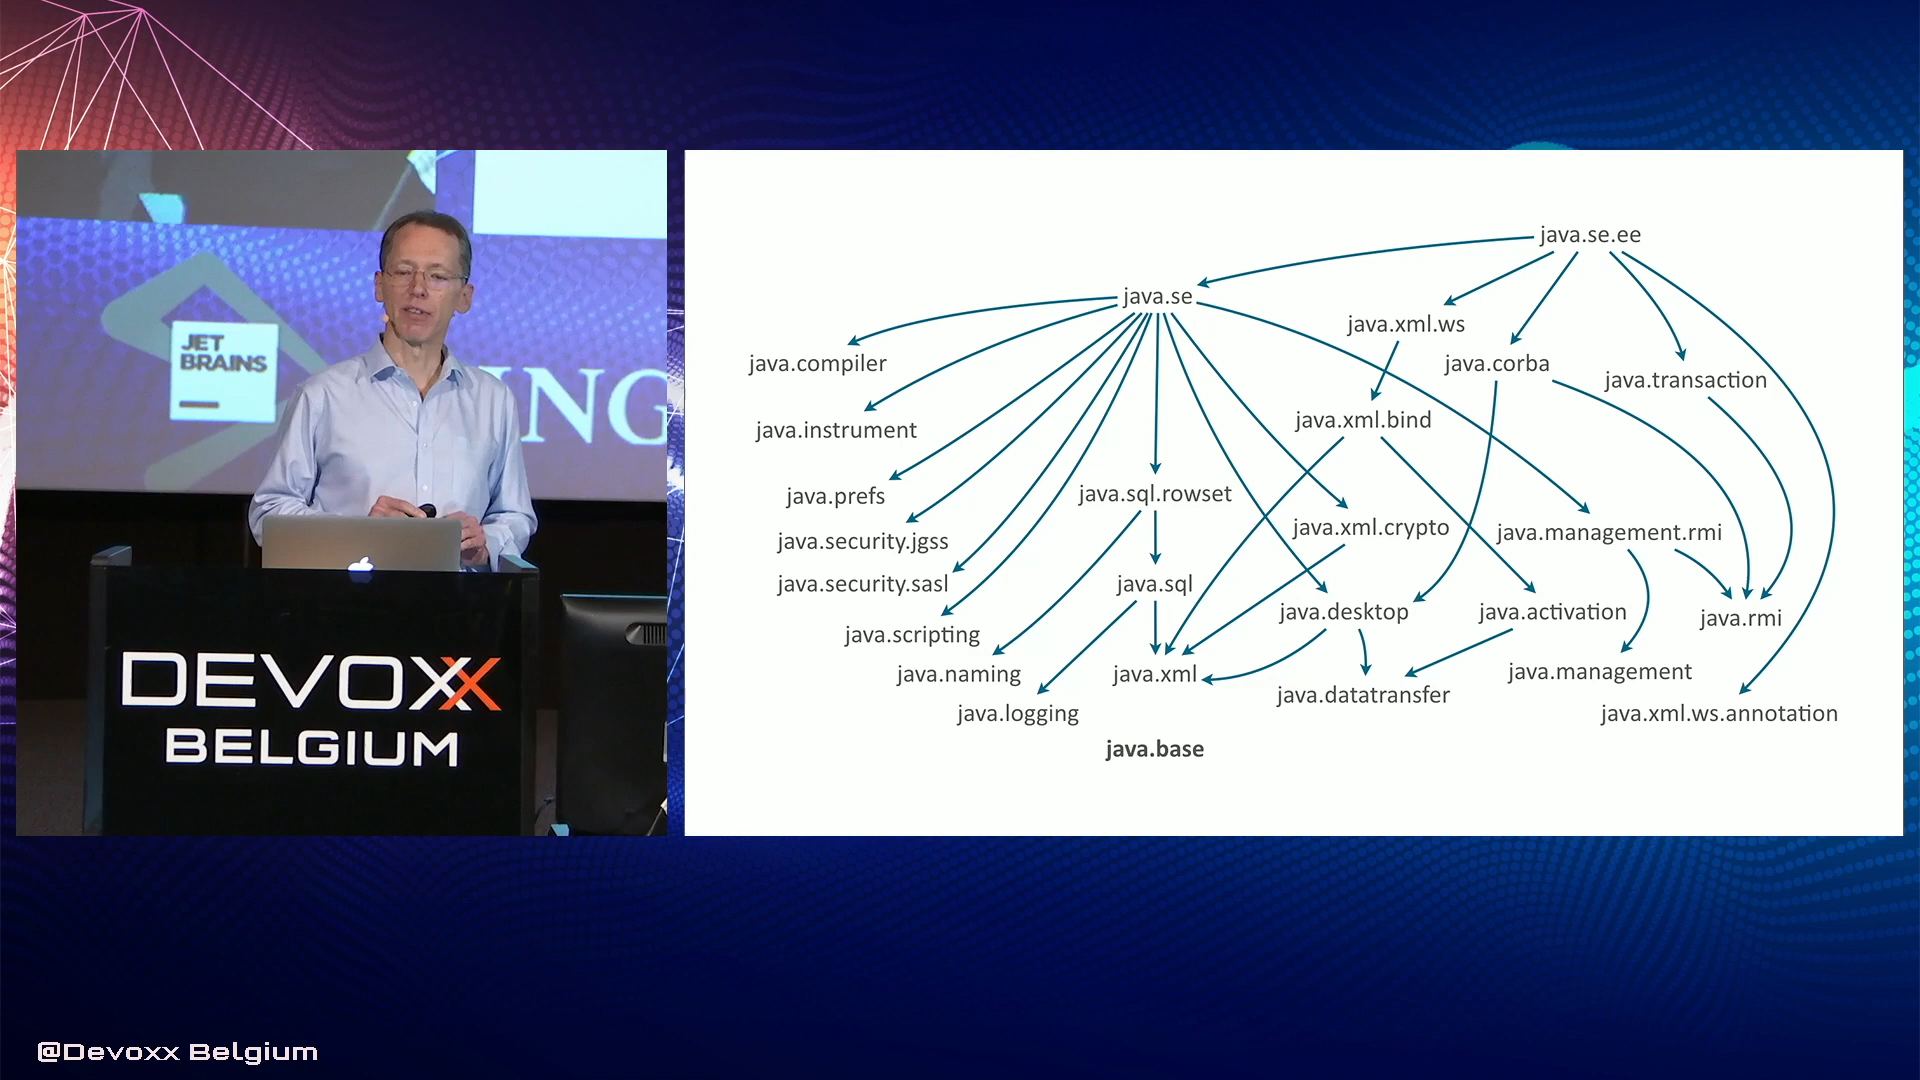 JET
BRAINS
ING
DEVOXX
BELGIUM
java.se.ee
java.se
java.xml.ws
java.compiler
java.corba
java.transaction
java.instrument
java.xml.bind
java.prefs
java.sql.rowset
java.xml.crypto
java.management.rmi
java.security.jgss
java.security.sasl
java.sql
java.desktop
java.activation
java.rmi
java.scripting
java.naming
java.xml
java.management
java.datatransfer
java.logging
java.xml.ws.annotation
java.base
@Devoxx Belgium